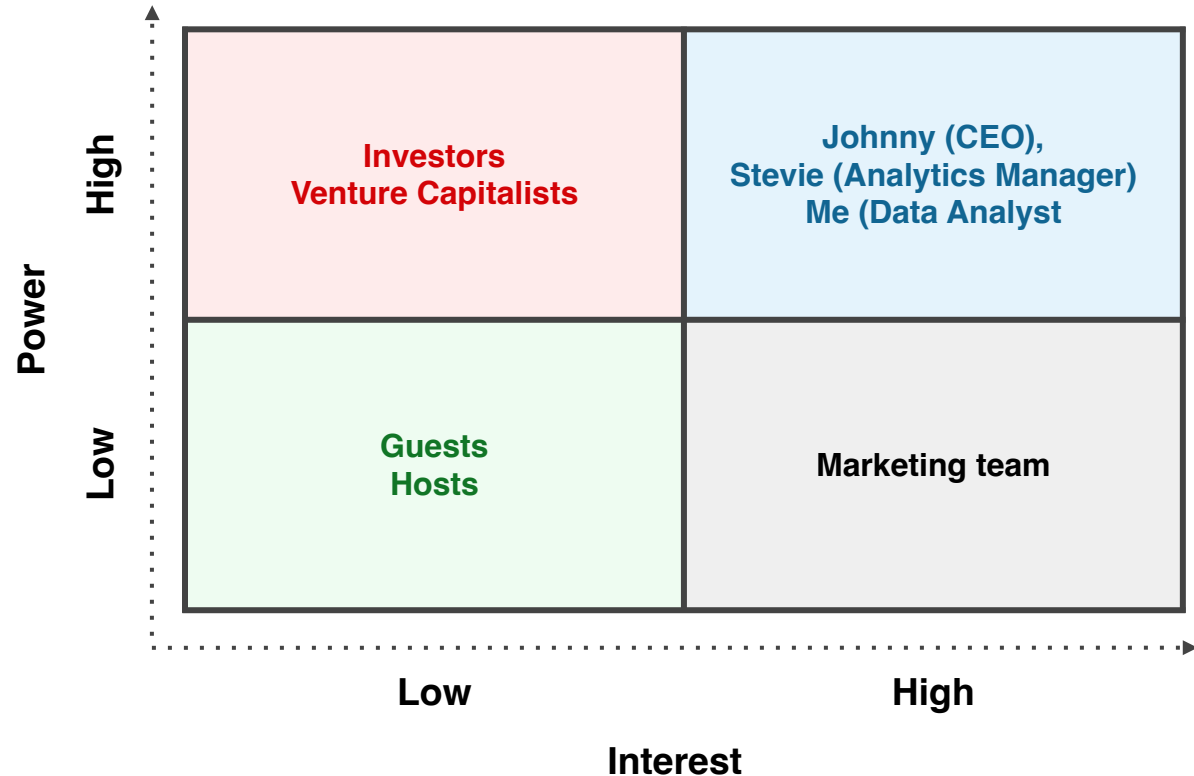 High
Investors
Venture Capitalists
Johnny (CEO),
Stevie (Analytics Manager)
Me (Data Analyst
Power
Low
Guests
Hosts
Marketing team
Low
High
Interest